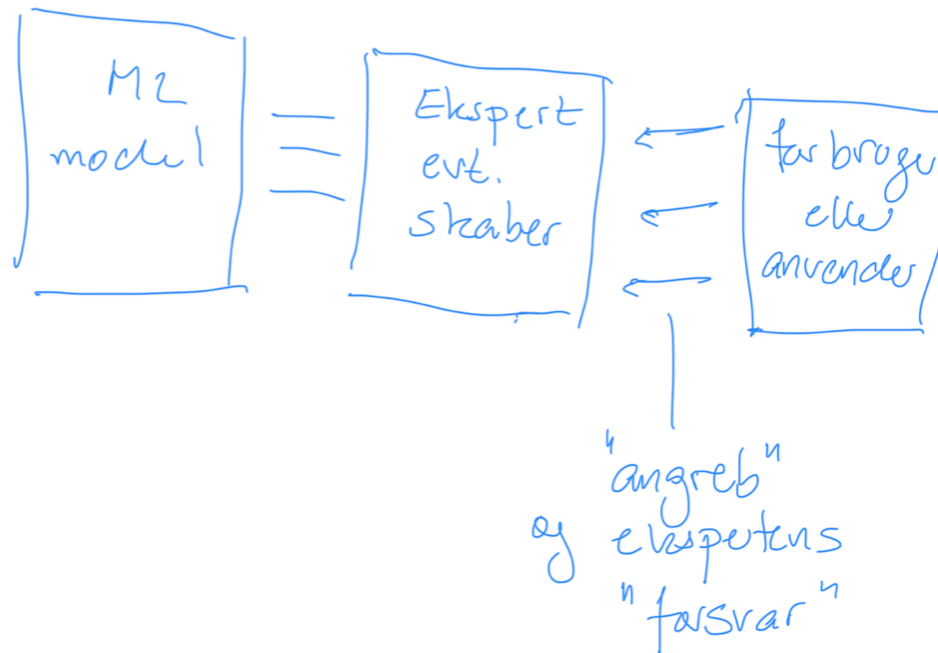 ML
model
Ekspert
evt.
skaber
forbruger
eller
anvender
"angreb"
og ekspertens
"forsvar"